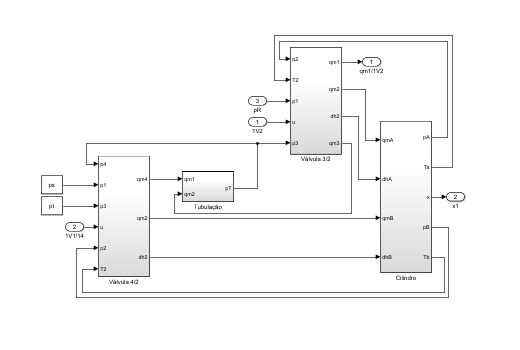 p2
T2
p1
u
p3
qm1
qm2
dh2
qm3
Válvula 3/2
1
qm1/1V2
3
pR
1
1V2
ps
pt
2
1V1/14
p4
p1
p3
u
p2
T2
qm4
qm2
dh2
Válvula 4/2
qm1
qm2
pT
Tubulação
qmA
dhA
qmB
dhB
pA
Ta
x
pB
Tb
Cilindro
2
x1